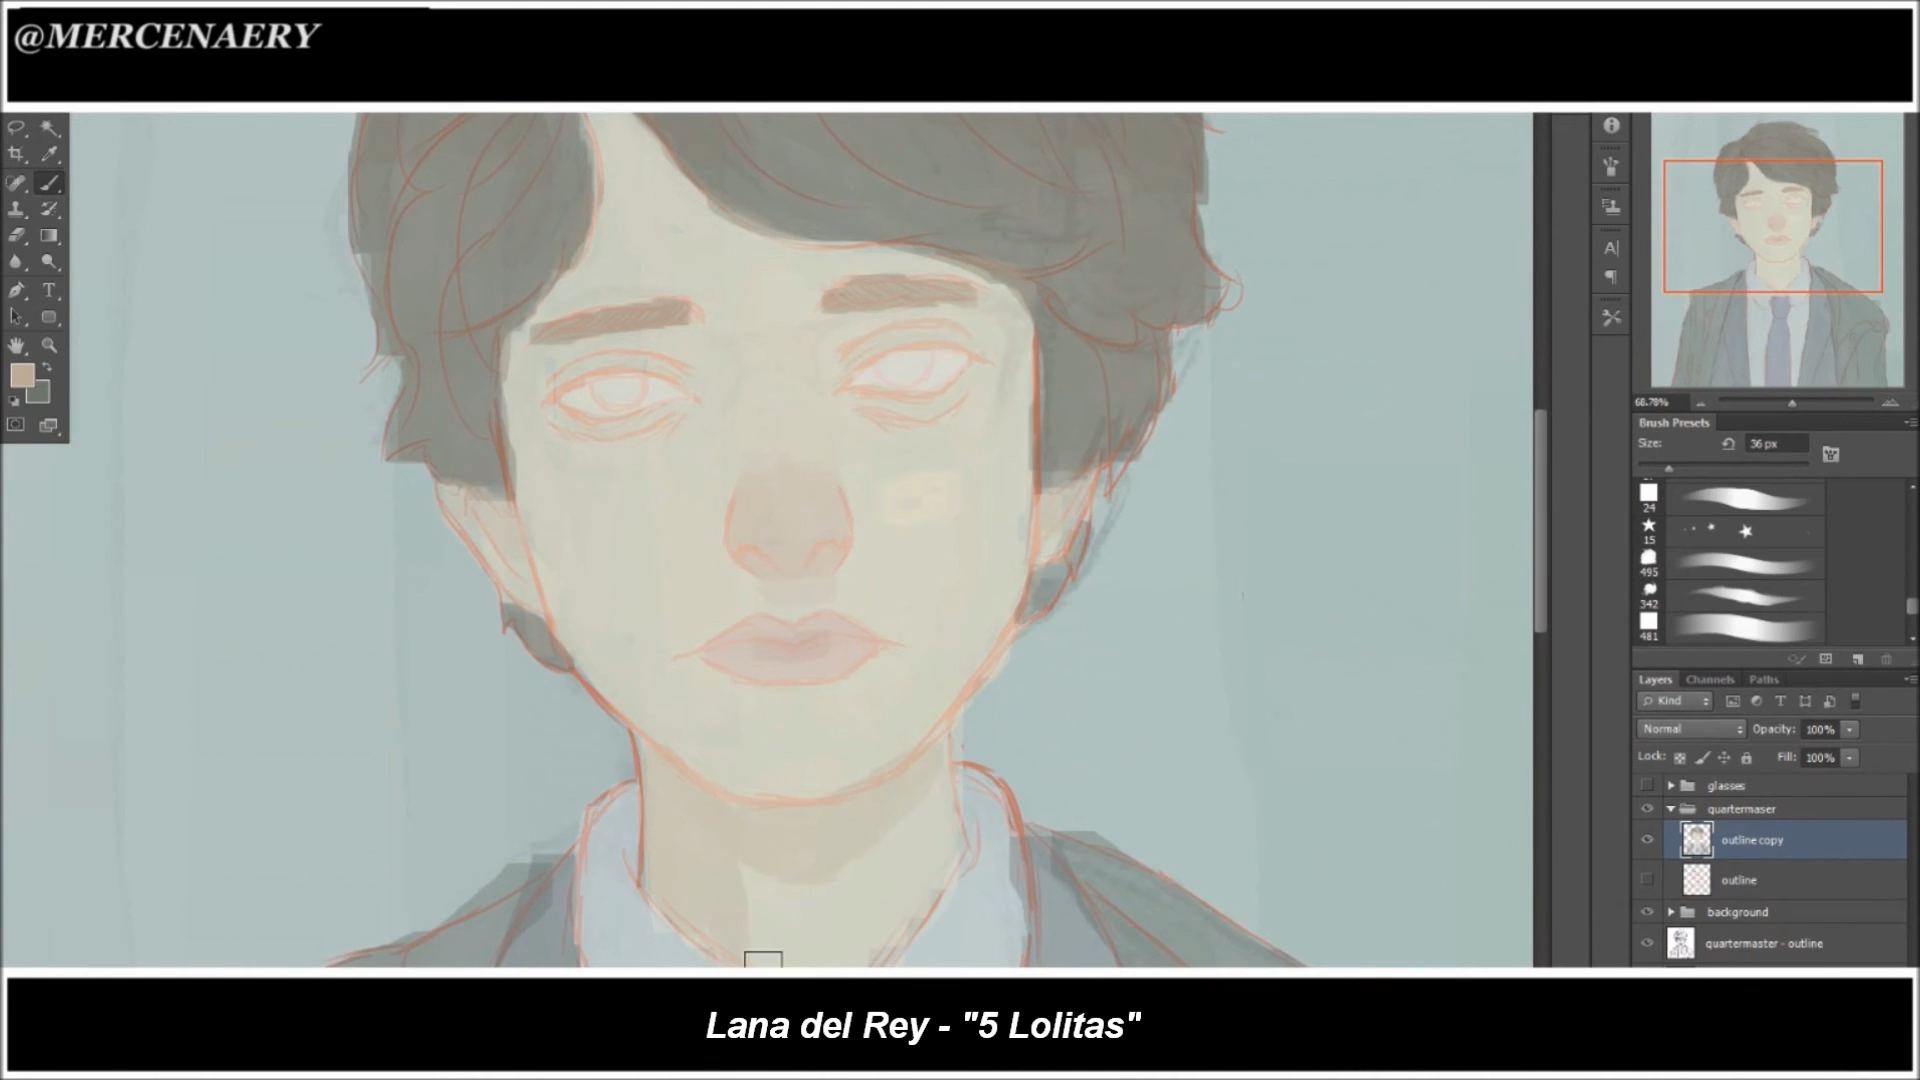 @MERCENAERY
68.78%
Brush Presets
Size:
36 px
24
15
495
342
481
Layers Channels Paths
Kind
Normal Opacity: 100%
Lock: Fill: 100%
glasses
quartermaser
outline copy
outline
background
quartermaster - outline
Lana del Rey - "5 Lolitas"